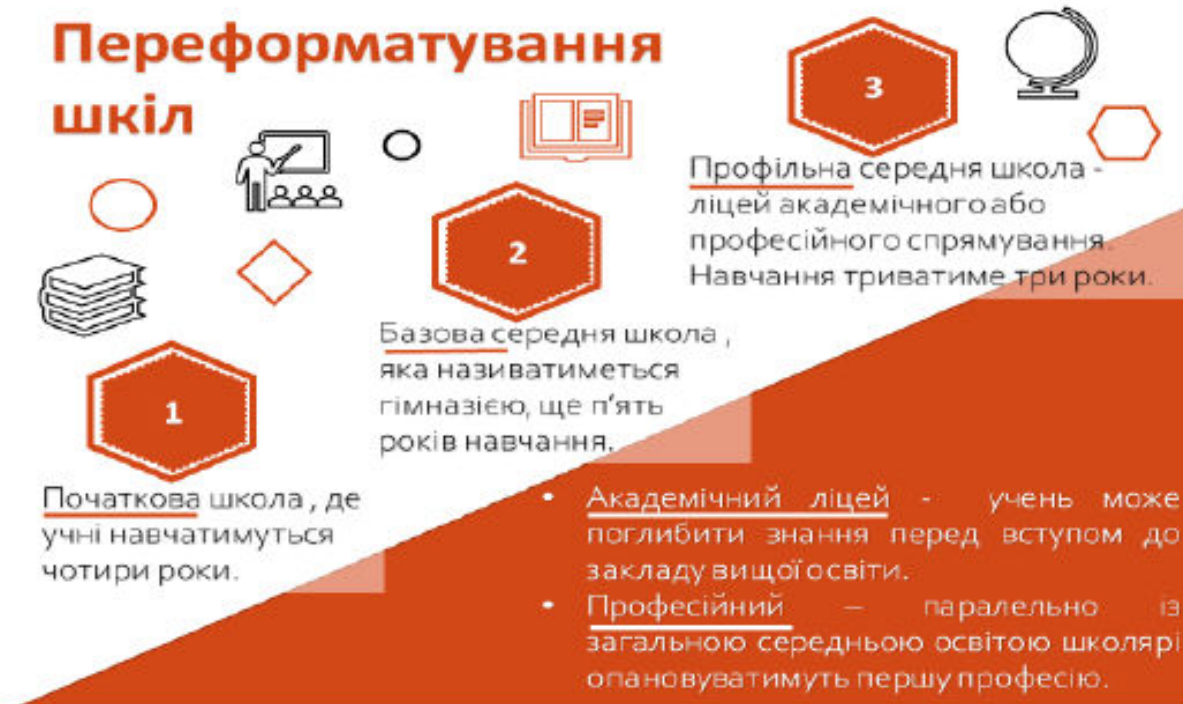 Переформатування
шкіл
1
Початкова школа , де
учні навчатимуться
чотири роки.
2
Базова середня школа ,
яка називатиметься
гімназією, ще п'ять
років навчання.
3
Профільна середня школа -
ліцей академічного або
професійного спрямування.
Навчання триватиме три роки.
• Академічний ліцей - учень може
поглибити знання перед вступом до
закладу вищої освіти.
• Професійний – паралельно із
загальною середньою освітою школярі
опановуватимуть першу професію.